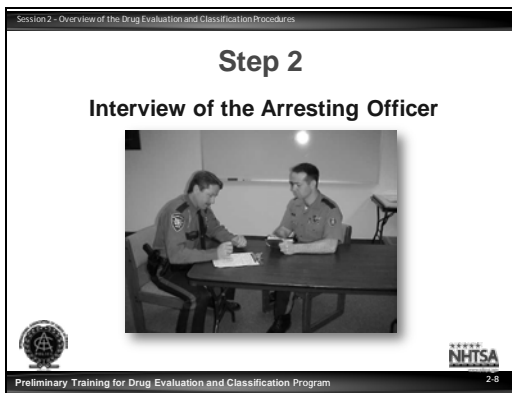 Session 2 - Overview of the Drug Evaluation and Classification Procedures
Step 2
Interview of the Arresting Officer
NHTSA
Preliminary Training for Drug Evaluation and Classification Program
2-8